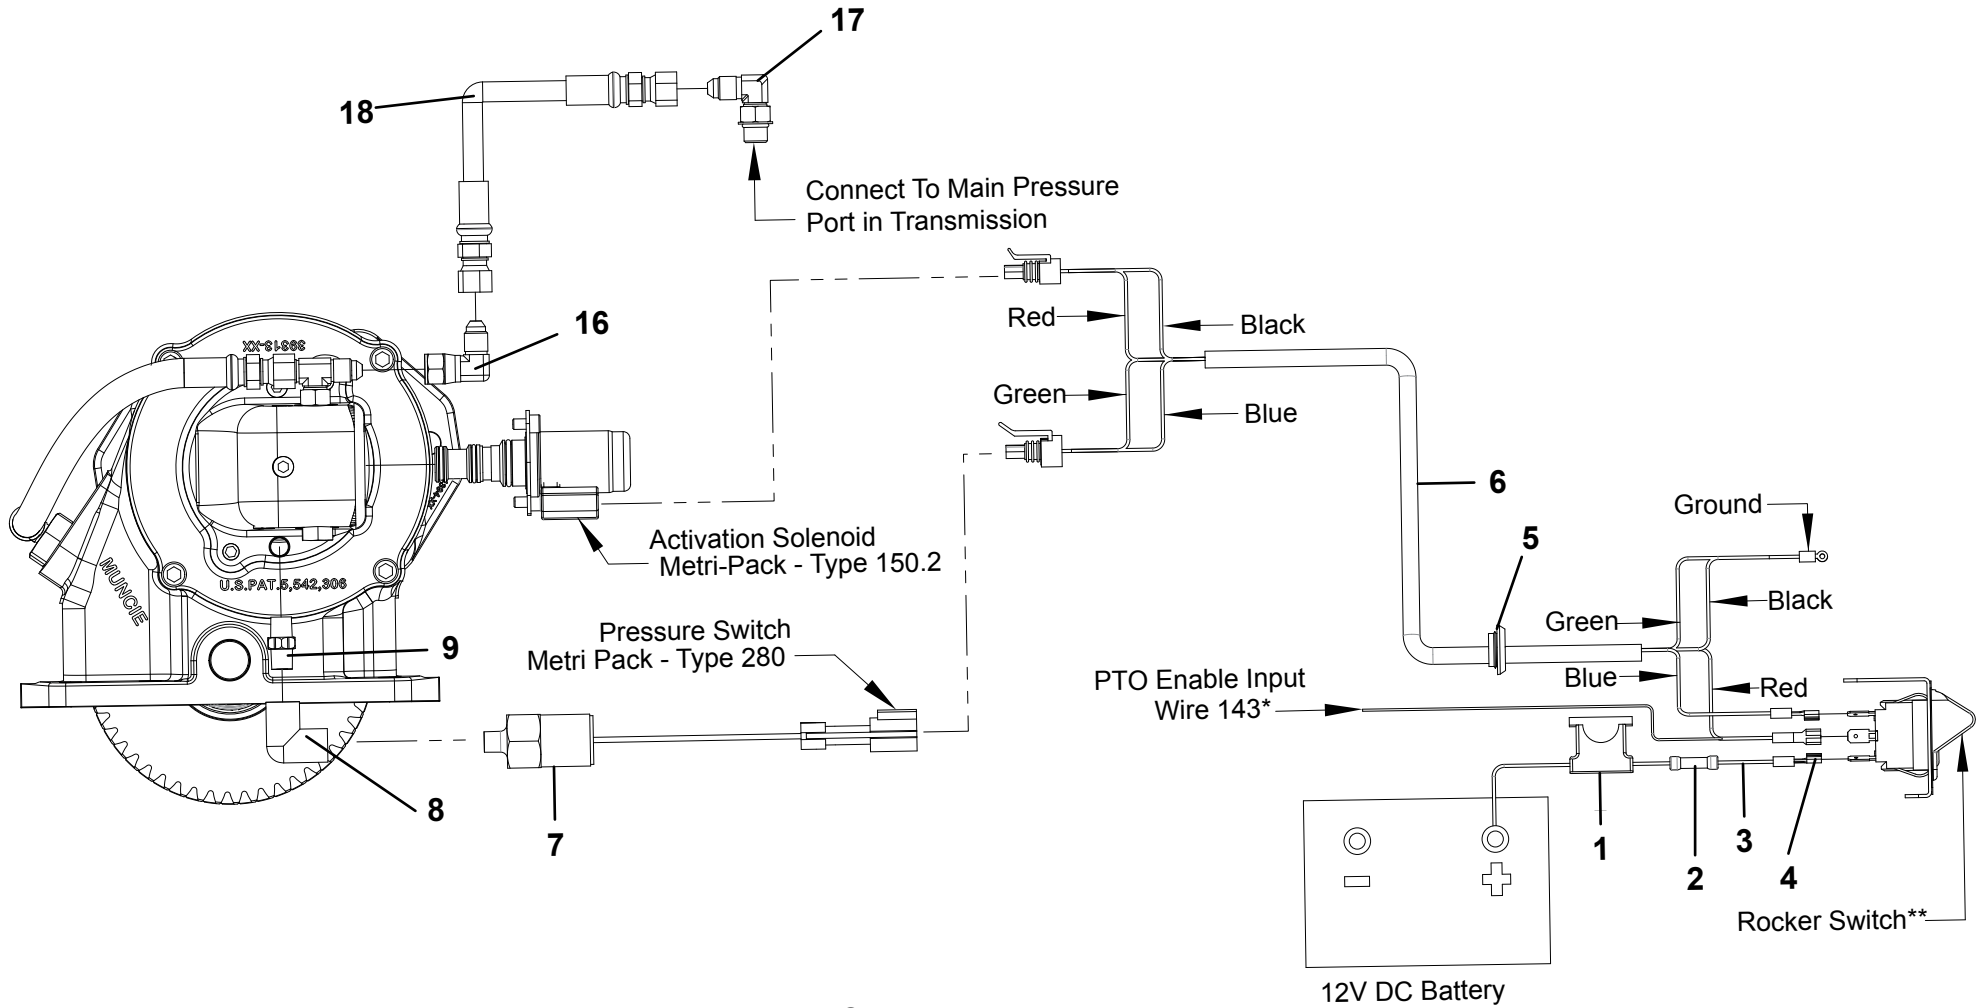 17
18
Connect To Main Pressure
Port in Transmission
16
39313-XX
Red
Black
Green
Blue
6
Ground
5
Activation Solenoid
Metri-Pack - Type 150.2
MUNCIE
U.S.PAT.5,542,306
Green
Black
Pressure Switch
Metri Pack - Type 280
9
PTO Enable Input
Wire 143*
Blue
Red
8
7
1
2
3
4
Rocker Switch**
12V DC Battery